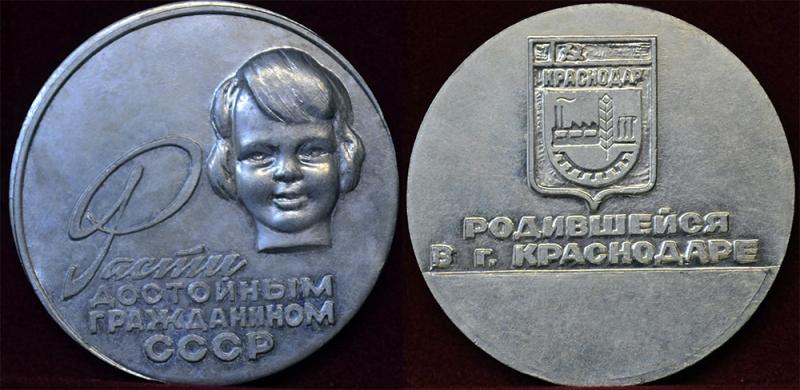 Расти
ДОСТОЙНЫМ
ГРАЖДАНИНОМ
СССР
КРАСНОДАР
РОДИВШЕЙСЯ
В г. КРАСНОДАРЕ